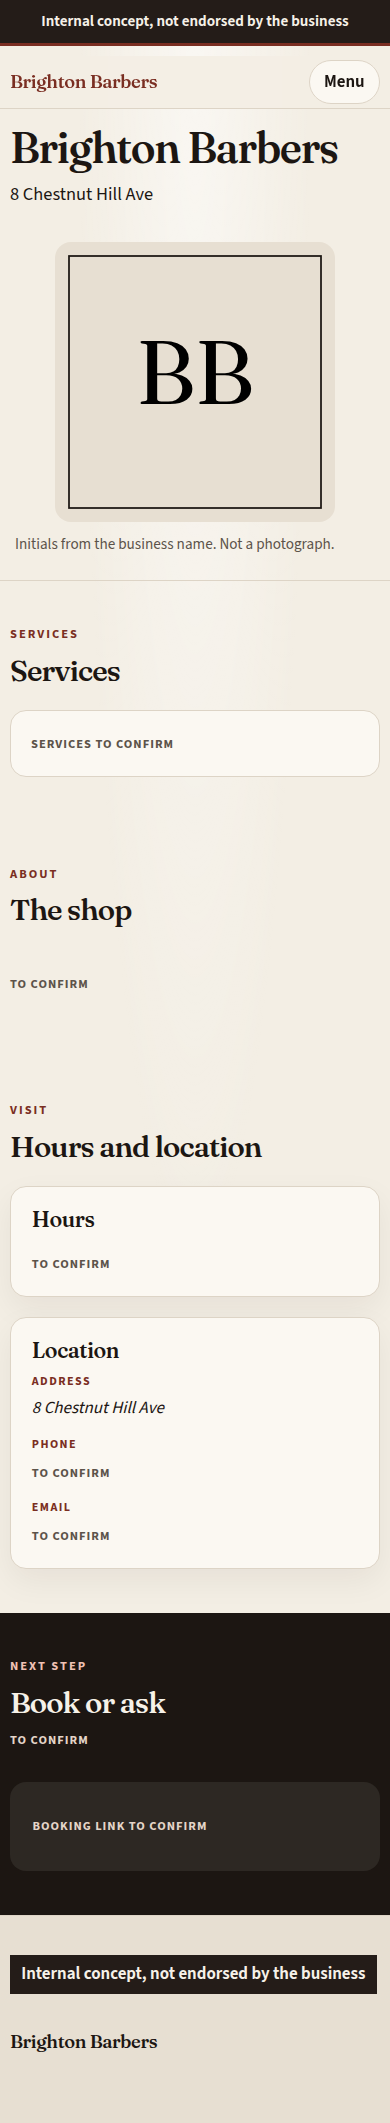 Internal concept, not endorsed by the business
Brighton Barbers
Menu
Brighton Barbers
8 Chestnut Hill Ave
BB
Initials from the business name. Not a photograph.
SERVICES
Services
SERVICES TO CONFIRM
ABOUT
The shop
TO CONFIRM
VISIT
Hours and location
Hours
TO CONFIRM
Location
ADDRESS
8 Chestnut Hill Ave
PHONE
TO CONFIRM
EMAIL
TO CONFIRM
NEXT STEP
Book or ask
TO CONFIRM
BOOKING LINK TO CONFIRM
Internal concept, not endorsed by the business
Brighton Barbers